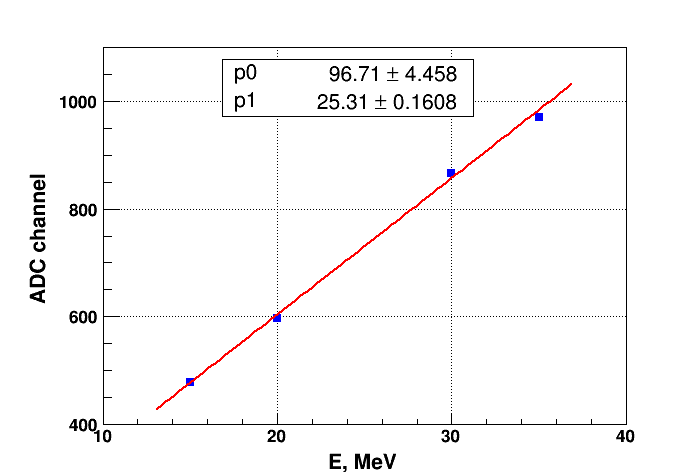 p0 96.71 ± 4.458
p1 25.31 ± 0.1608
1000
800
600
400
ADC channel
10 20 30 40
E, MeV